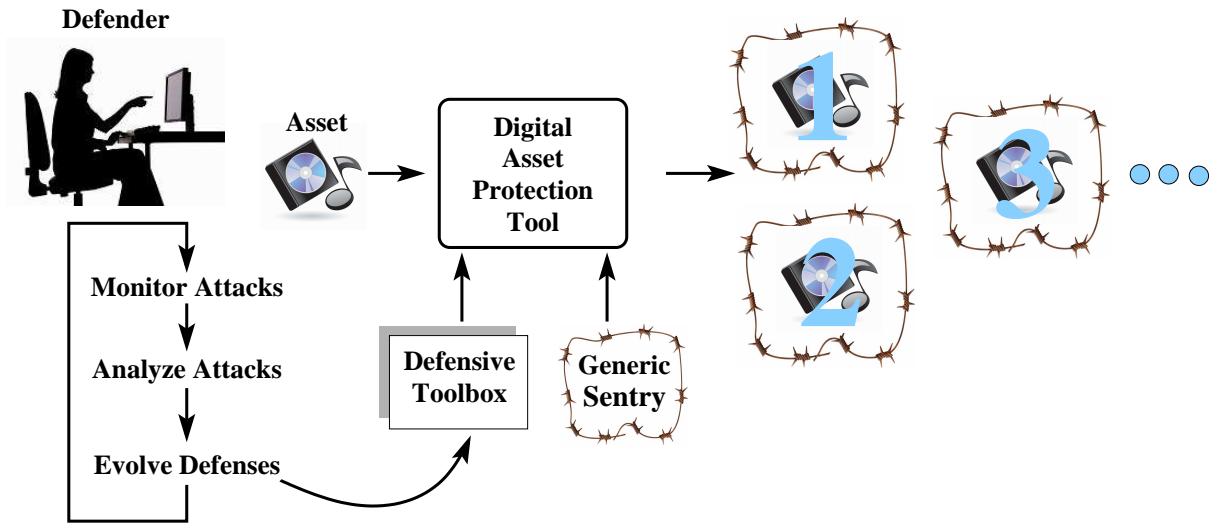 Defender
Asset
Digital
Asset
Protection
Tool
1
2
3
Monitor Attacks
Analyze Attacks
Evolve Defenses
Defensive
Toolbox
Generic
Sentry